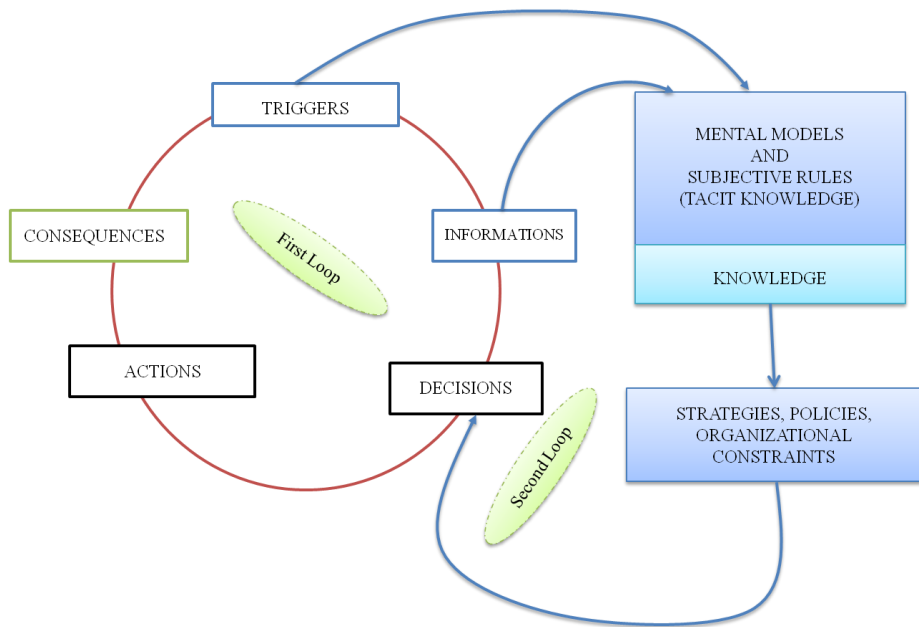 TRIGGERS
MENTAL MODELS
AND
SUBJECTIVE RULES
(TACIT KNOWLEDGE)
CONSEQUENCES
First Loop
INFORMATIONS
KNOWLEDGE
ACTIONS
DECISIONS
Second Loop
STRATEGIES, POLICIES,
ORGANIZATIONAL
CONSTRAINTS